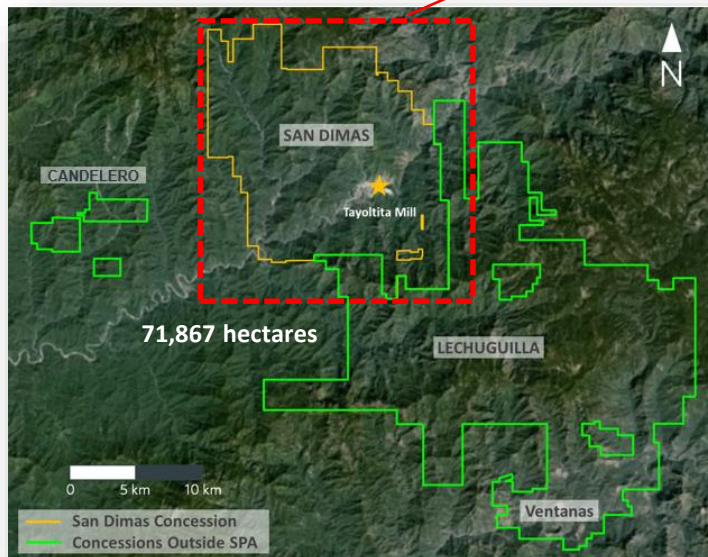 N
SAN DIMAS
CANDELERO
Tayoltita Mill
71,867 hectares
LECHUGUILLA
0 5 km 10 km
Ventanas
San Dimas Concession
Concessions Outside SPA